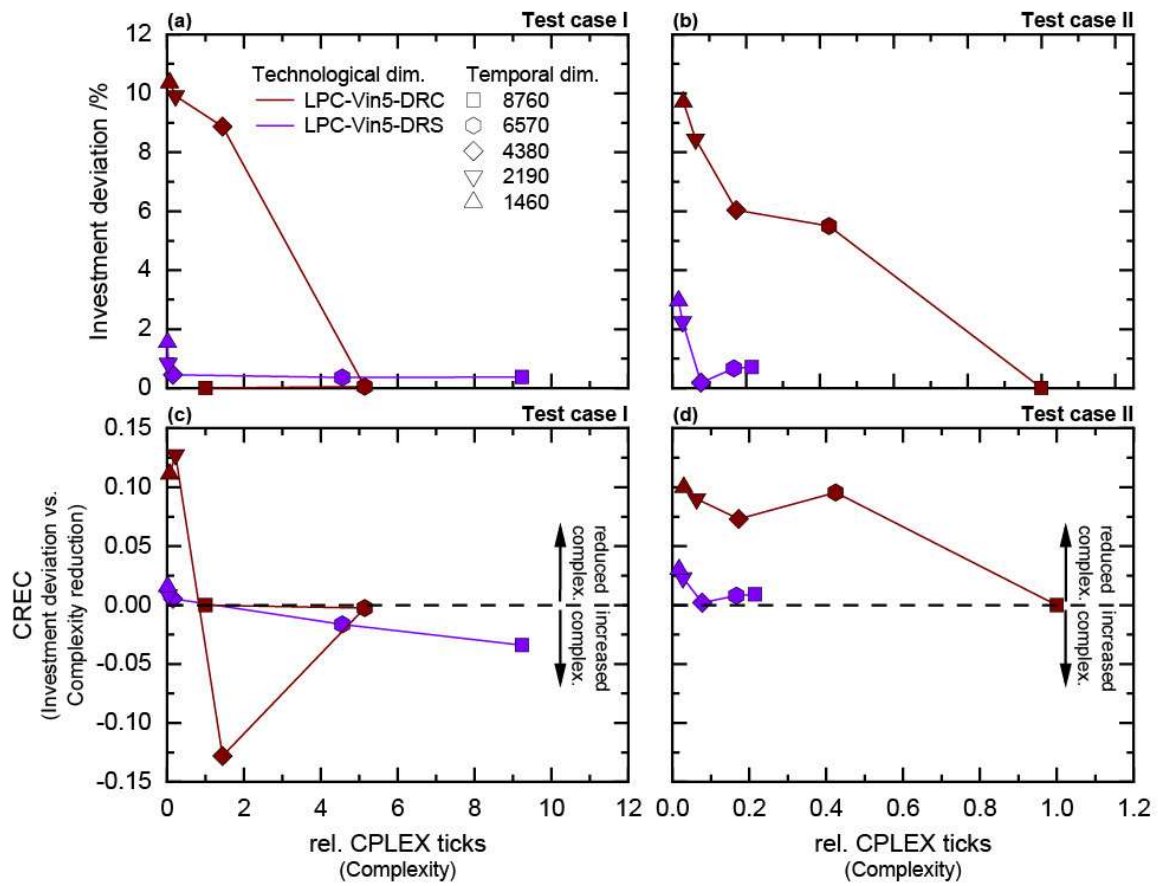 (a)
Test case I
(b)
Test case II
12
10
8
6
4
2
0
Investment deviation /%
Technological dim.
LPC-Vin5-DRC
LPC-Vin5-DRS
Temporal dim.
8760
6570
4380
2190
1460
(c)
Test case I
(d)
Test case II
0.15
0.10
0.05
0.00
-0.05
-0.10
-0.15
CREC
(Investment deviation vs.
Complexity reduction)
reduced
complex.
increased
complex.
reduced
complex.
increased
complex.
0 2 4 6 8 10 12
0.0 0.2 0.4 0.6 0.8 1.0 1.2
rel. CPLEX ticks
(Complexity)
rel. CPLEX ticks
(Complexity)